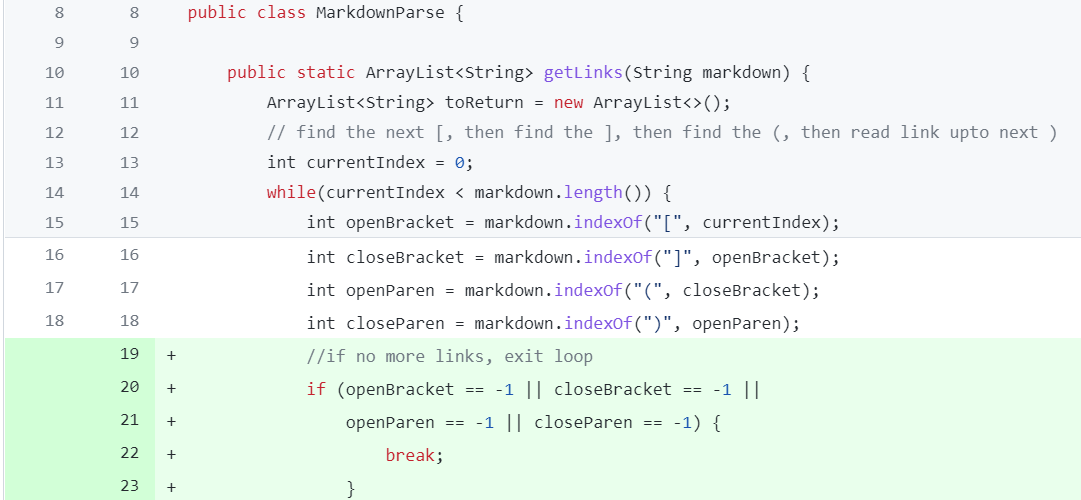 8 8 public class MarkdownParse {
9 9
10 10 public static ArrayList<String> getLinks(String markdown) {
11 11 ArrayList<String> toReturn = new ArrayList<>();
12 12 // find the next [, then find the ], then find the (, then read link upto next )
13 13 int currentIndex = 0;
14 14 while(currentIndex < markdown.length()) {
15 15 int openBracket = markdown.indexOf("[", currentIndex);
16 16 int closeBracket = markdown.indexOf("]", openBracket);
17 17 int openParen = markdown.indexOf("(", closeBracket);
18 18 int closeParen = markdown.indexOf(")", openParen);
19 + //if no more links, exit loop
20 + if (openBracket == -1 || closeBracket == -1 ||
21 + openParen == -1 || closeParen == -1) {
22 + break;
23 + }